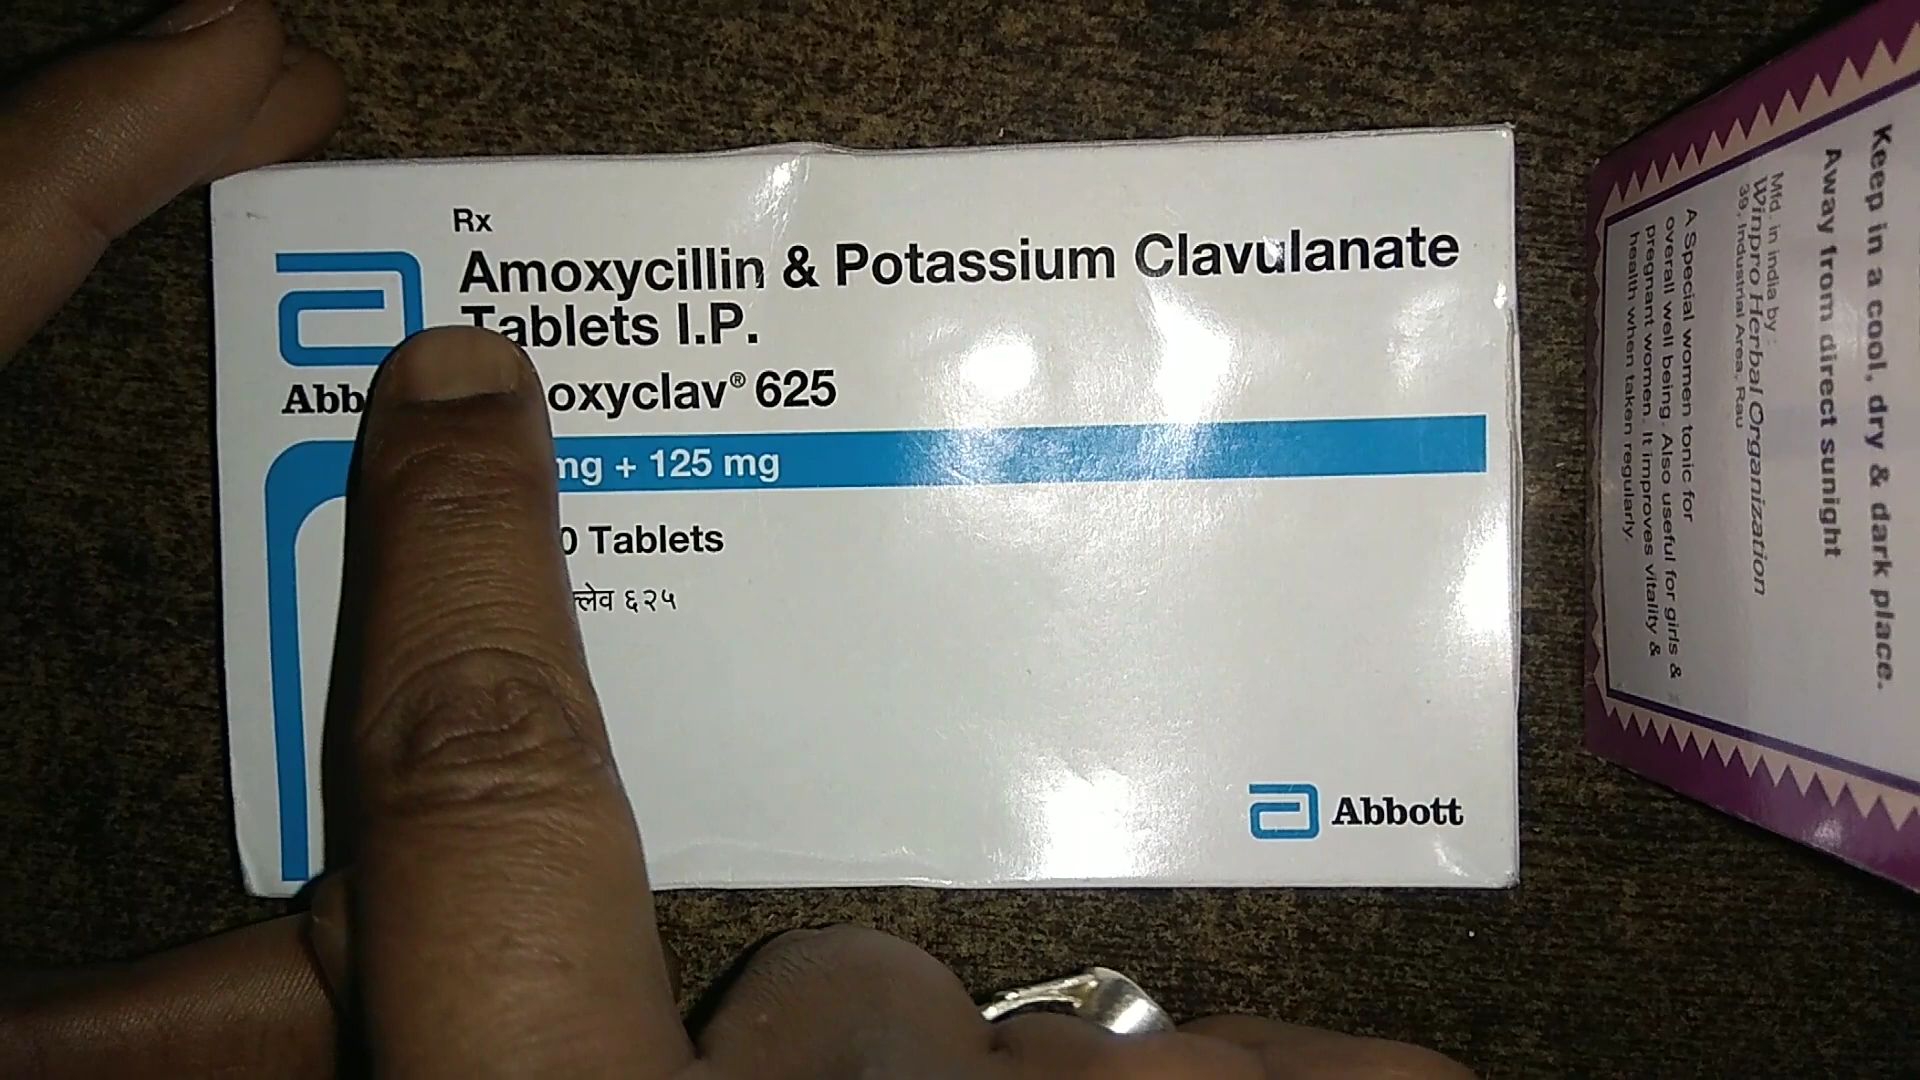 Rx
Amoxycillin & Potassium Clavulanate
Tablets I.P.
oxyclav® 625
mg + 125 mg
0 Tablets
लेव ६२५
Abb
Abbott
Keep in a cool, dry & dark place.
Away from direct sunight
Mfd. in india by :
Winpro Herbal Organization
39, Industrial Area, Rau
A Special women tonic for
overall well being. Also useful for girls &
pregnant women. It improves vitality &
health when taken regularly.